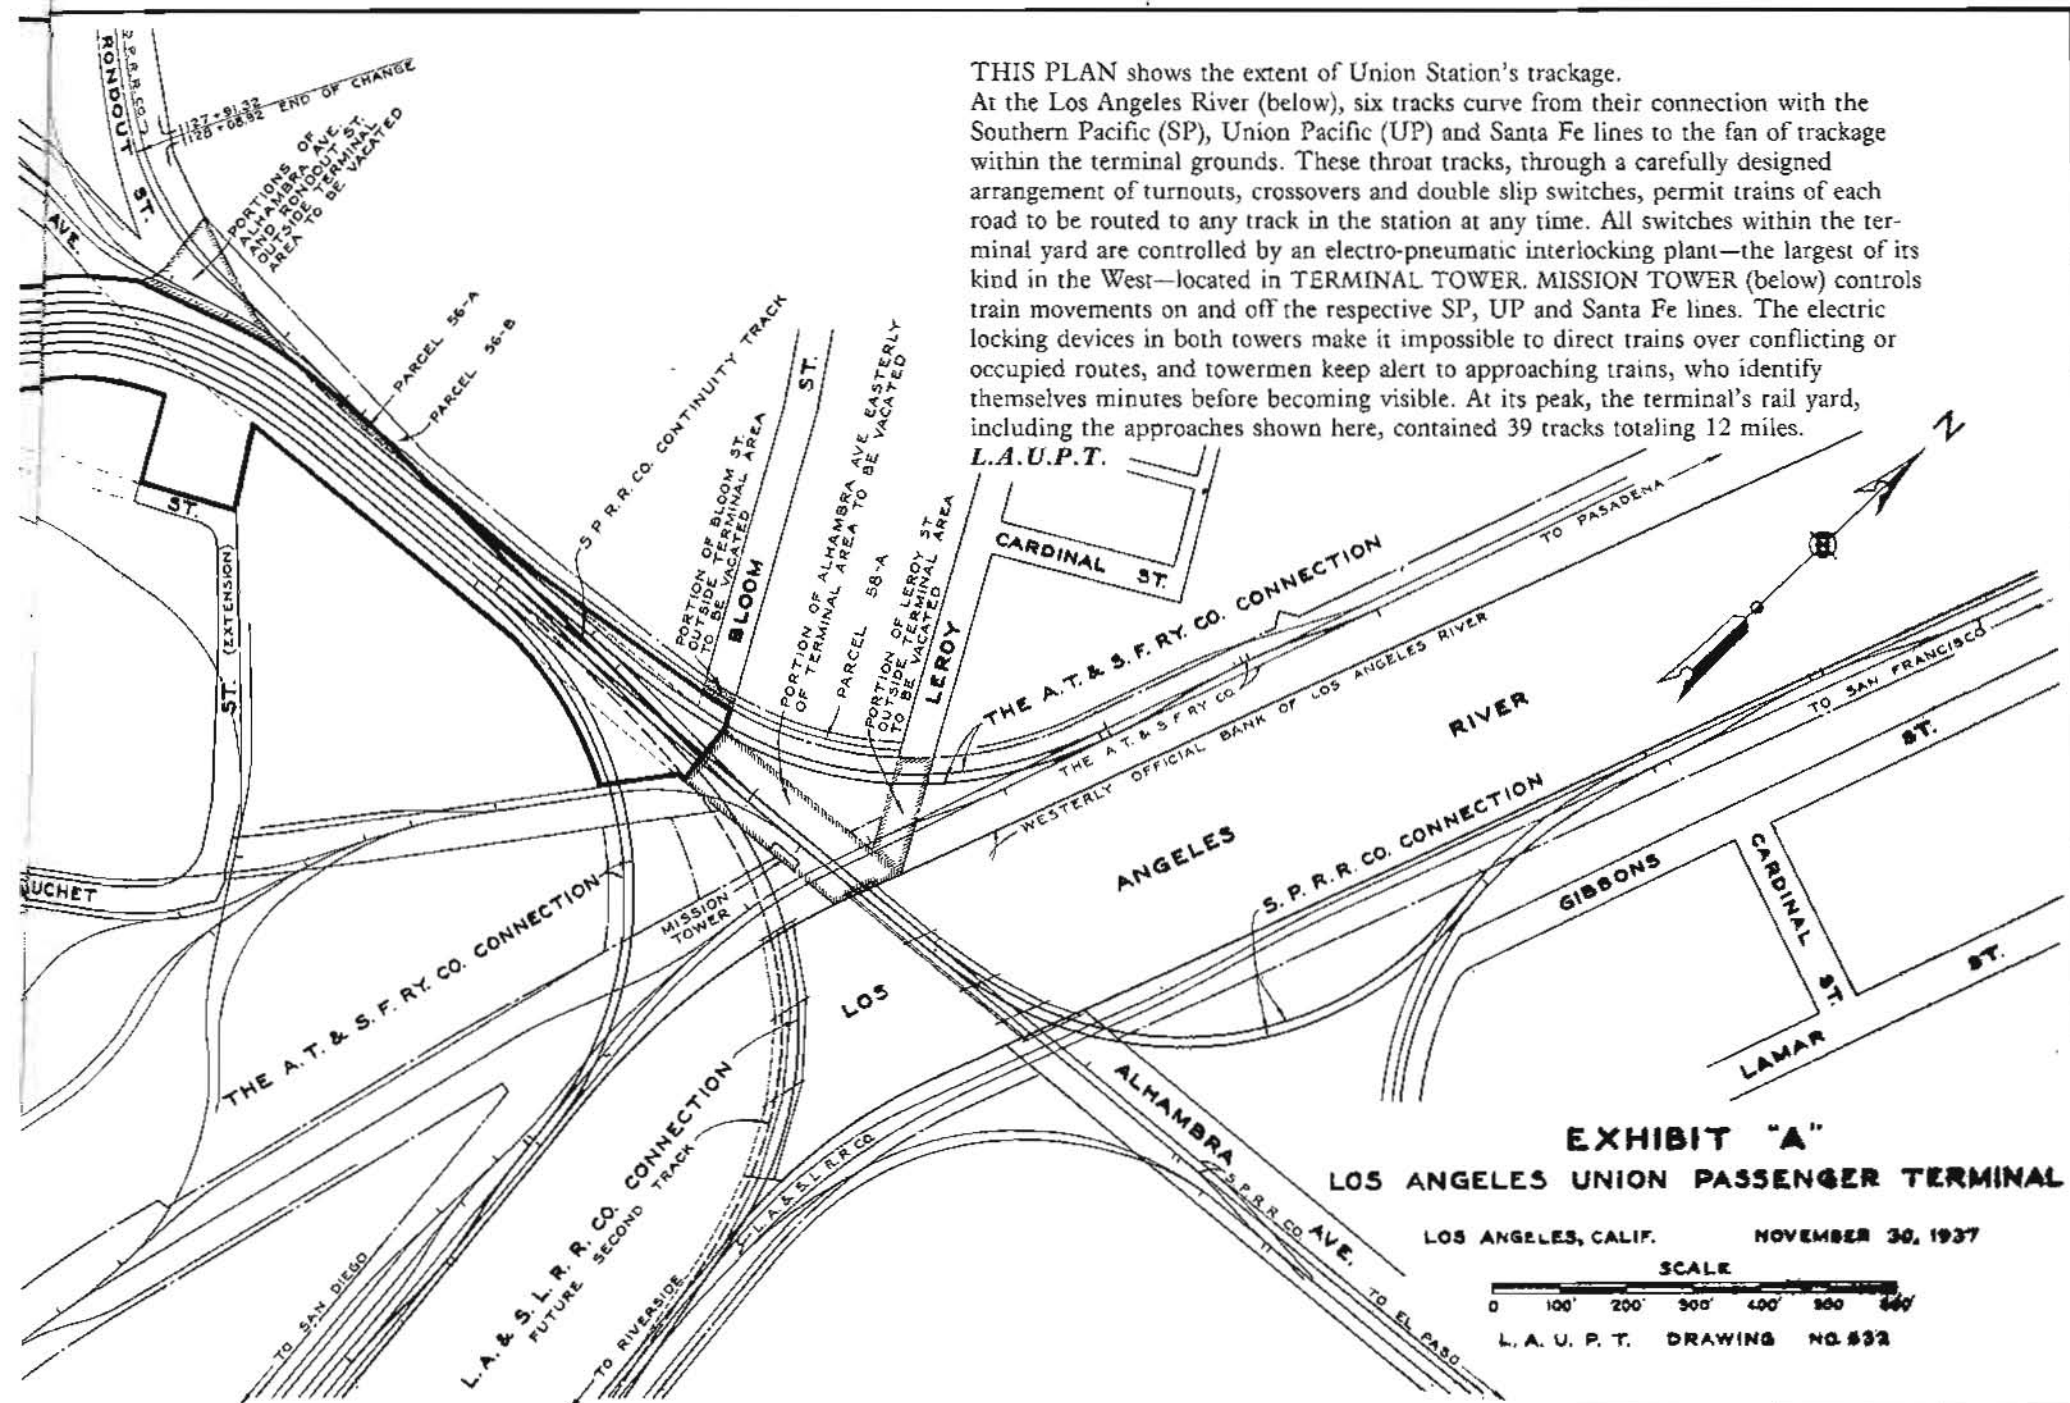 THIS PLAN shows the extent of Union Station's trackage.
At the Los Angeles River (below), six tracks curve from their connection with the
Southern Pacific (SP), Union Pacific (UP) and Santa Fe lines to the fan of trackage
within the terminal grounds. These throat tracks, through a carefully designed
arrangement of turnouts, crossovers and double slip switches, permit trains of each
road to be routed to any track in the station at any time. All switches within the ter-
minal yard are controlled by an electro-pneumatic interlocking plant—the largest of its
kind in the West—located in TERMINAL TOWER. MISSION TOWER (below) controls
train movements on and off the respective SP, UP and Santa Fe lines. The electric
locking devices in both towers make it impossible to direct trains over conflicting or
occupied routes, and towermen keep alert to approaching trains, who identify
themselves minutes before becoming visible. At its peak, the terminal's rail yard,
including the approaches shown here, contained 39 tracks totaling 12 miles.
L.A.U.P.T.
RONDOUT ST.
S.P.R.R.CO.
1127+91.32
1128+08.92 END OF CHANGE
PORTIONS OF
ALHAMBRA AVE.
AND RONDOUT ST.
OUTSIDE TERMINAL
AREA TO BE VACATED
AVE.
PARCEL 56-A
PARCEL 56-B
S.P.R.R. CO. CONTINUITY TRACK
PORTION OF BLOOM ST.
OUTSIDE TERMINAL AREA
TO BE VACATED
BLOOM ST.
PORTION OF ALHAMBRA AVE EASTERLY
OF TERMINAL AREA TO BE VACATED
PARCEL 58-A
PORTION OF LEROY ST
OUTSIDE TERMINAL AREA
TO BE VACATED
LEROY
CARDINAL ST.
N
ST.
ST. (EXTENSION)
THE A.T. & S.F. RY. CO. CONNECTION
TO PASADENA
THE A.T. & S F RY CO
WESTERLY OFFICIAL BANK OF LOS ANGELES RIVER
LOS ANGELES RIVER
TO SAN FRANCISCO
S.P.R.R. CO. CONNECTION
GIBBONS ST.
CARDINAL ST.
LAMAR ST.
UCHET
THE A.T. & S.F. RY. CO. CONNECTION
MISSION
TOWER
L.A. & S.L.R.R. CO. CONNECTION
FUTURE SECOND TRACK
L.A. & S.L. R.R CO.
TO SAN DIEGO
TO RIVERSIDE
ALHAMBRA AVE.
S.P.R.R CO.
TO EL PASO
EXHIBIT "A"
LOS ANGELES UNION PASSENGER TERMINAL
LOS ANGELES, CALIF. NOVEMBER 30, 1937
SCALE
0 100' 200' 300' 400' 500 600'
L.A.U.P.T. DRAWING NO. 532